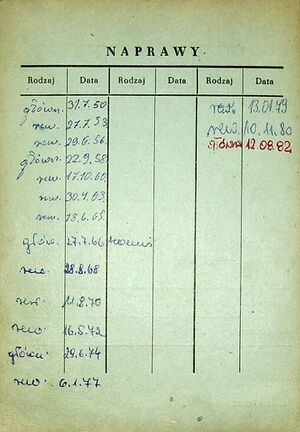 NAPRAWY
Rodzaj Data Rodzaj Data Rodzaj Data
główn. 31.7.50
rew. 27.7.53
rew. 29.6.56
główn. 22.9.58
rew. 17.10.60
rew. 30.4.63
rew. 18.6.65
głów. 27.7.66
rew. 28.8.68
rew. 11.8.70
rew. 16.5.72
główn. 29.6.74
rew. 6.1.77
rew. 13.01.79
rew. 10.11.80
główna 12.08.82